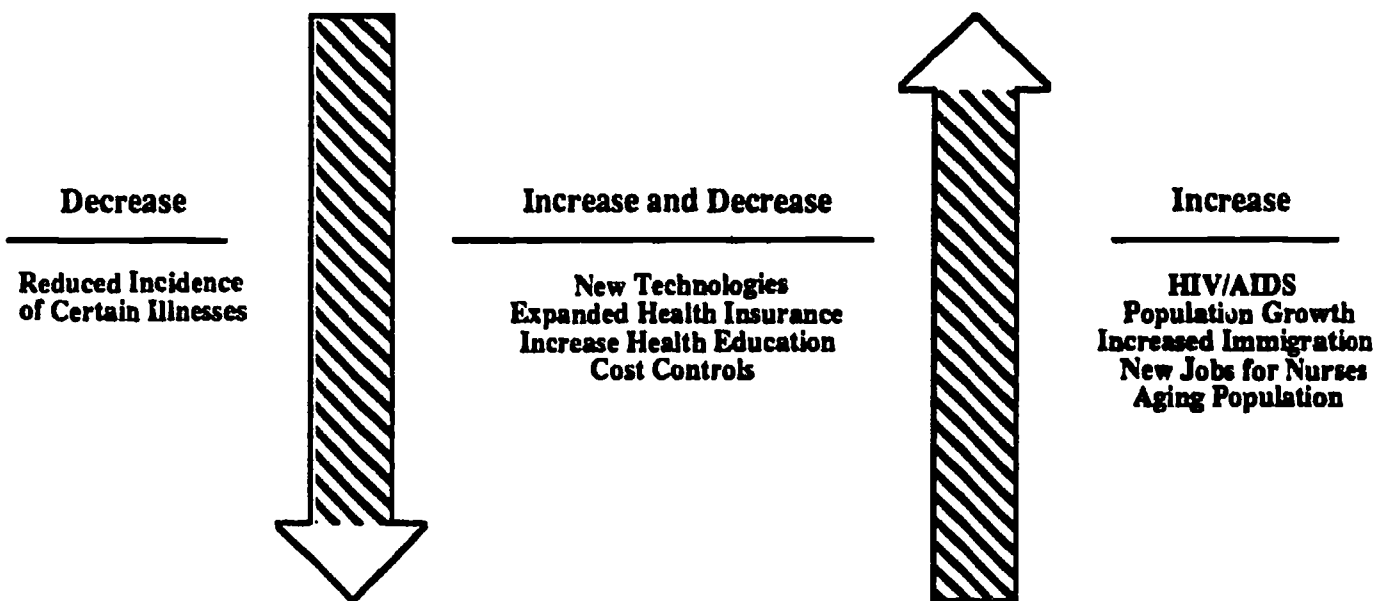 Decrease
Reduced Incidence
of Certain Illnesses
Increase and Decrease
New Technologies
Expanded Health Insurance
Increase Health Education
Cost Controls
Increase
HIV/AIDS
Population Growth
Increased Immigration
New Jobs for Nurses
Aging Population